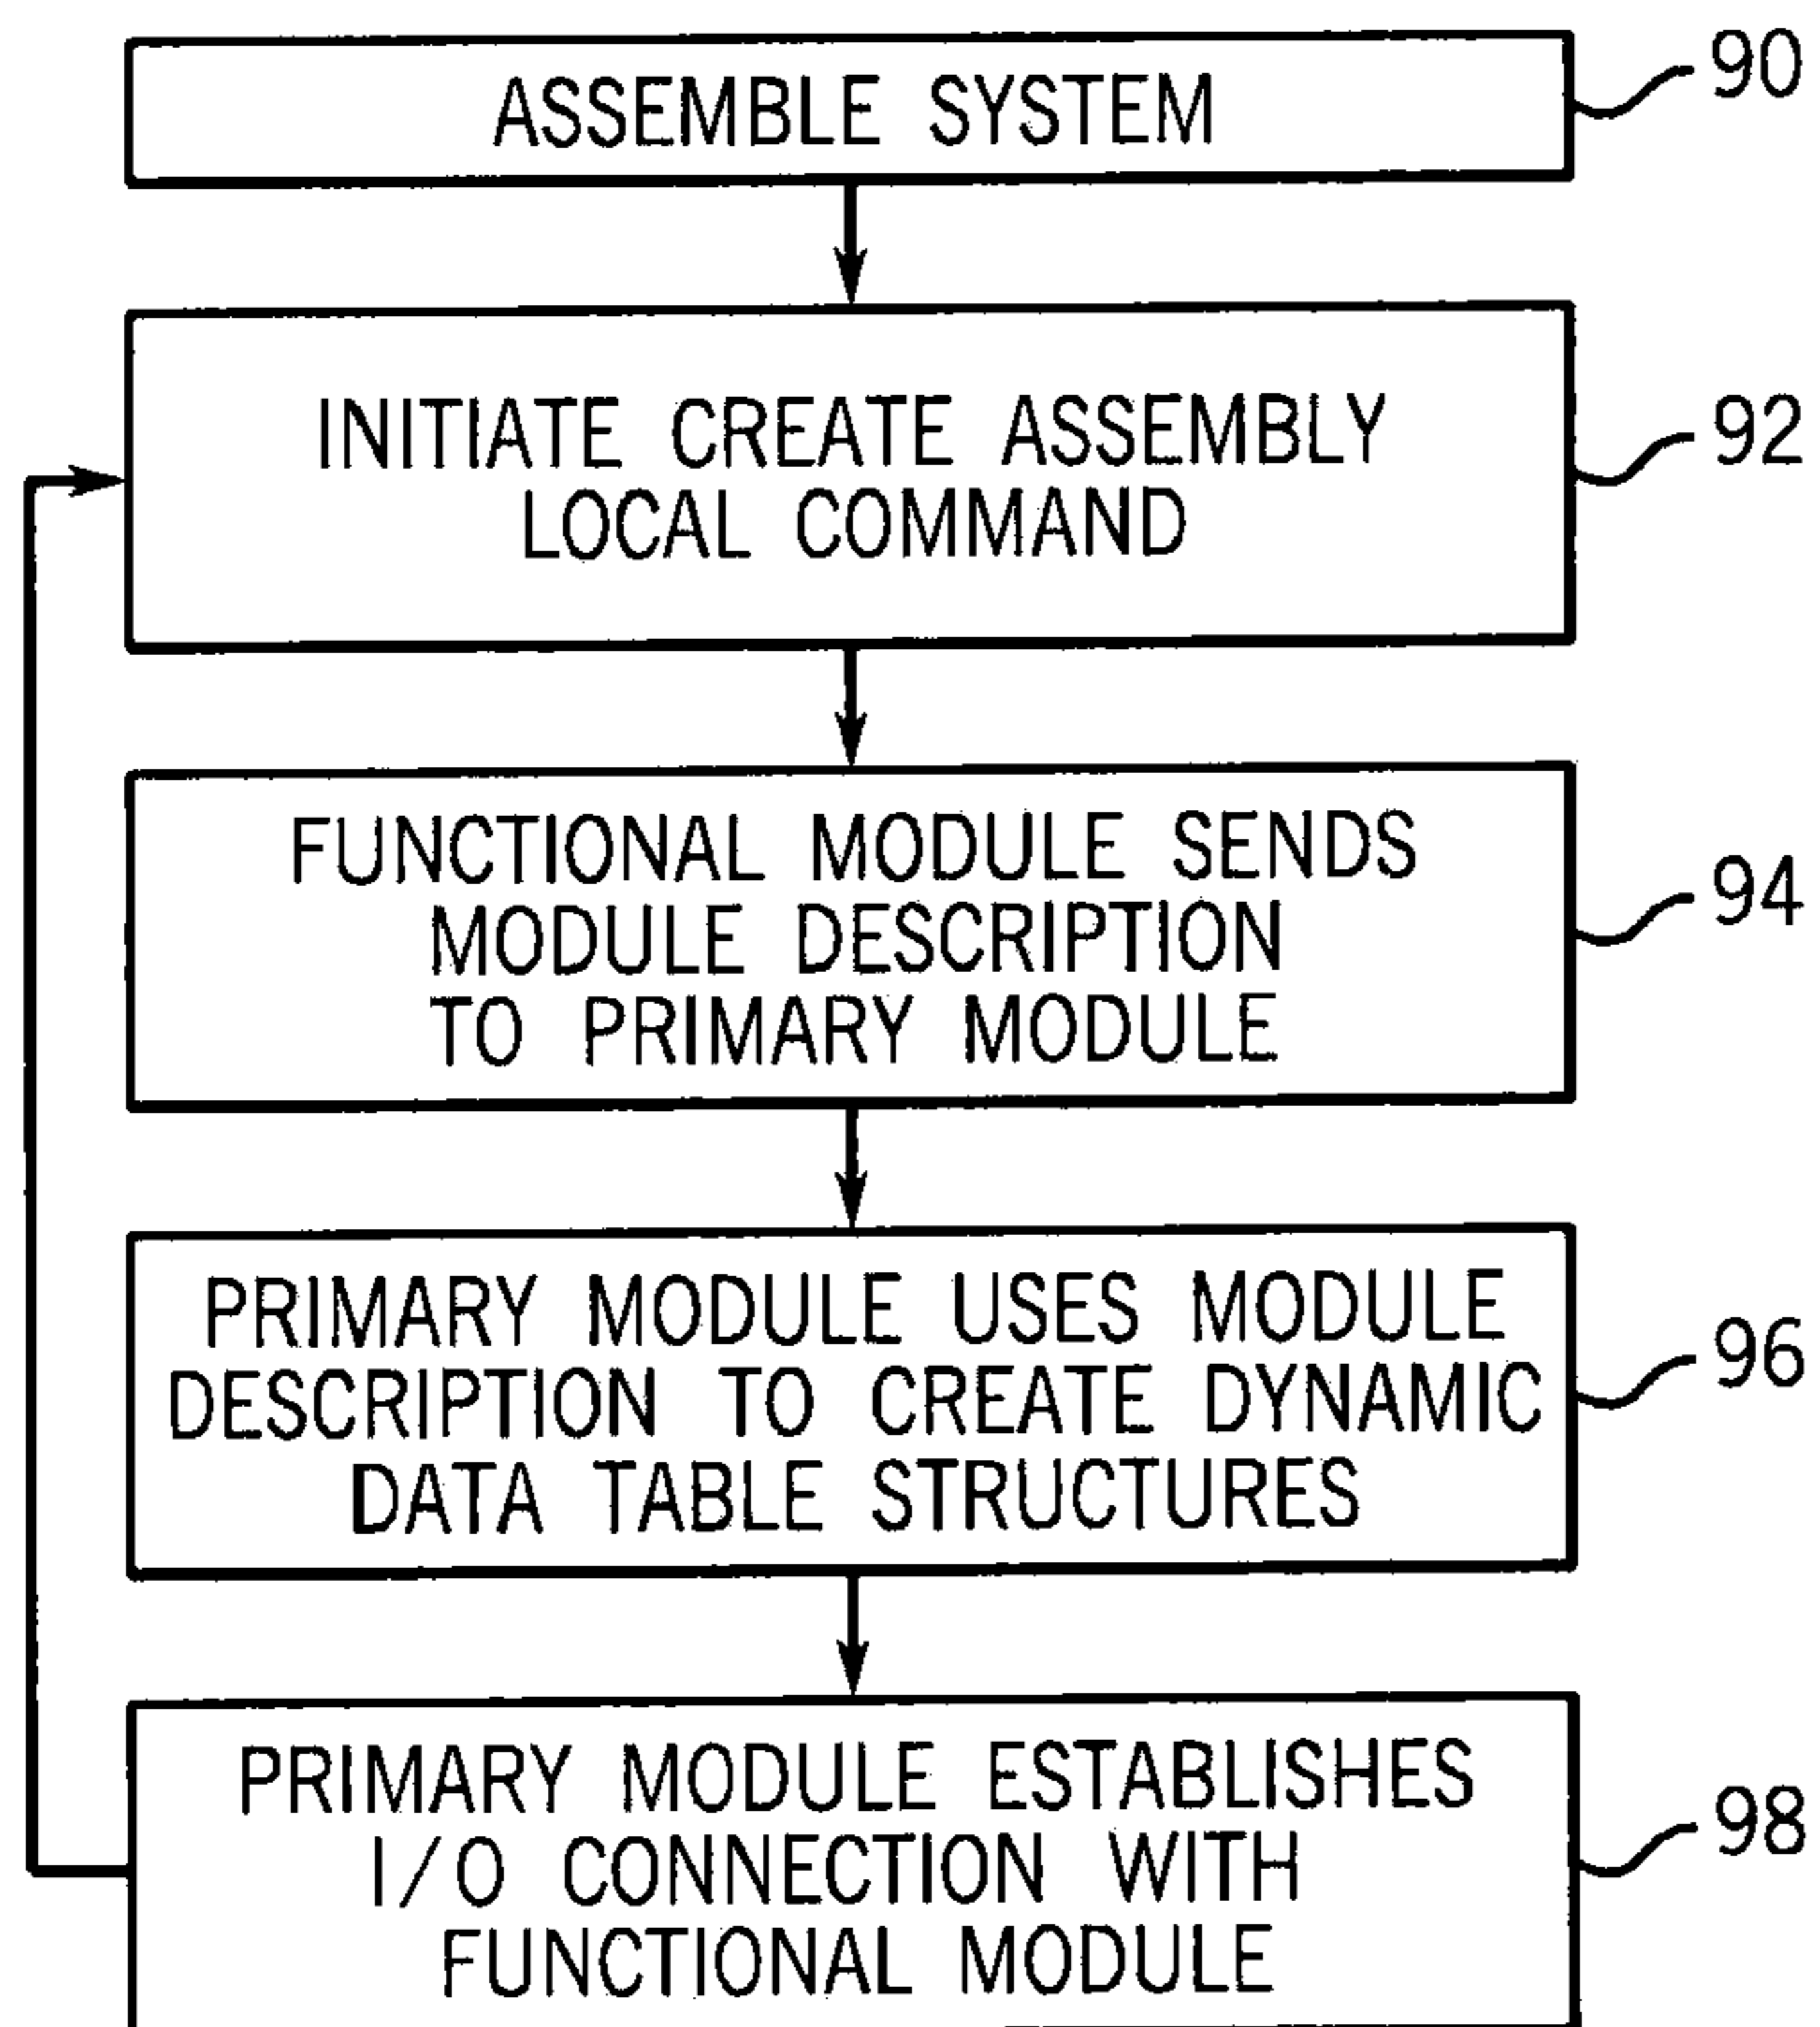 ASSEMBLE SYSTEM
90
INITIATE CREATE ASSEMBLY
LOCAL COMMAND
92
FUNCTIONAL MODULE SENDS
MODULE DESCRIPTION
TO PRIMARY MODULE
94
PRIMARY MODULE USES MODULE
DESCRIPTION TO CREATE DYNAMIC
DATA TABLE STRUCTURES
96
PRIMARY MODULE ESTABLISHES
I/O CONNECTION WITH
FUNCTIONAL MODULE
98